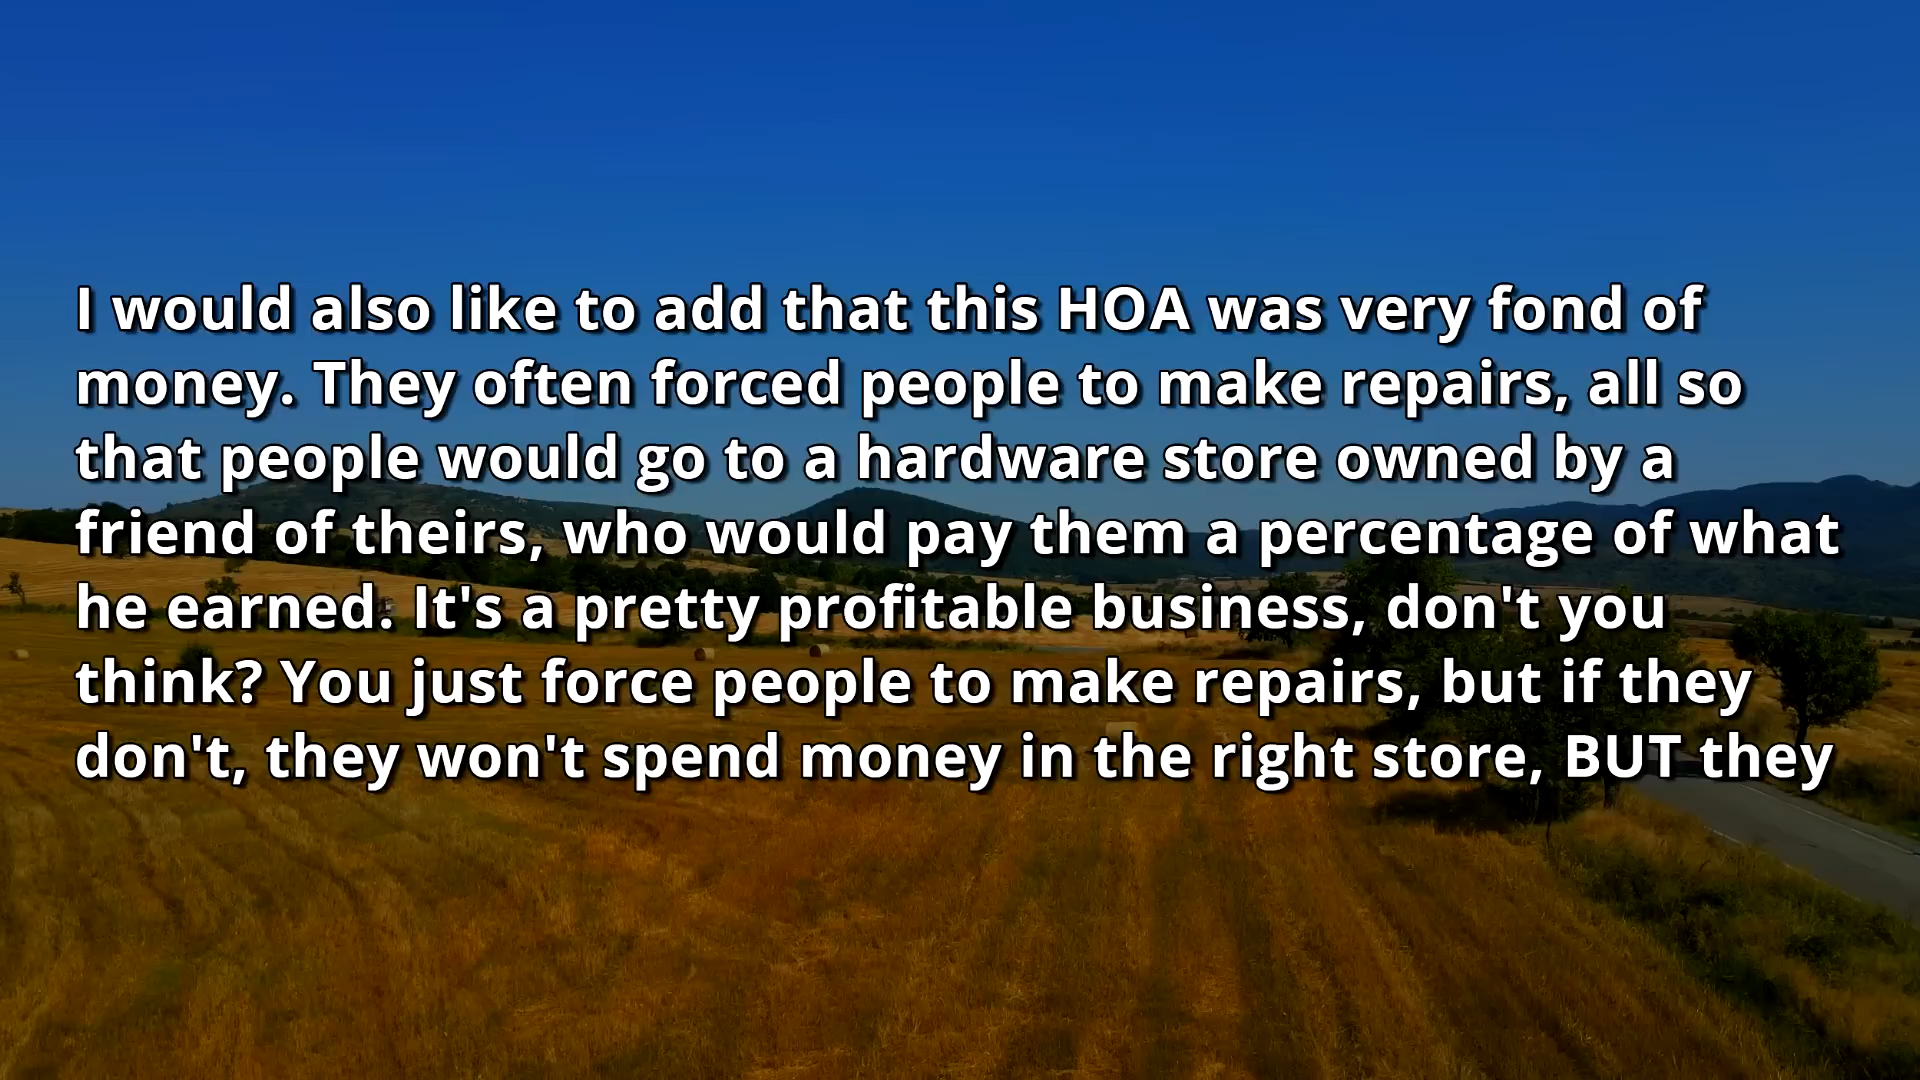 I would also like to add that this HOA was very fond of
money. They often forced people to make repairs, all so
that people would go to a hardware store owned by a
friend of theirs, who would pay them a percentage of what
he earned. It's a pretty profitable business, don't you
think? You just force people to make repairs, but if they
don't, they won't spend money in the right store, BUT they